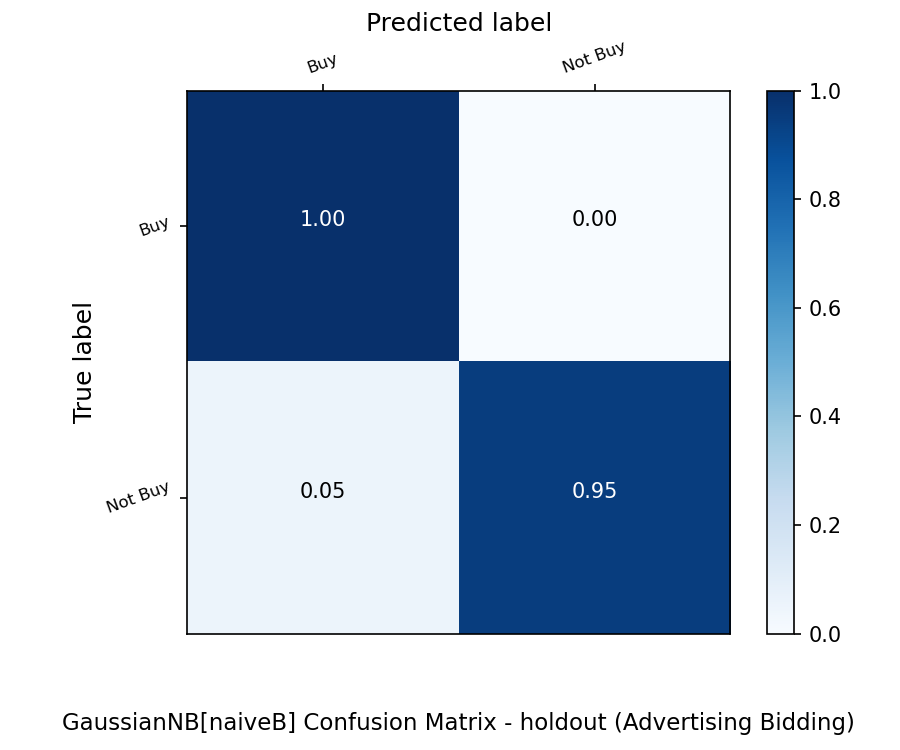 Predicted label
Buy Not Buy
1.0
0.8
0.6
0.4
0.2
0.0
True label
Buy
1.00 0.00
Not Buy
0.05 0.95
GaussianNB[naiveB] Confusion Matrix - holdout (Advertising Bidding)